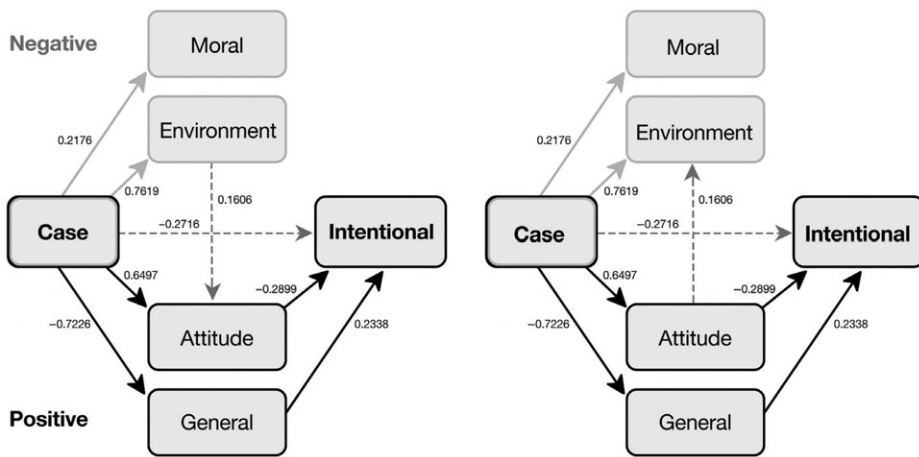 Negative
Moral
Environment
0.2176
0.7619
0.1606
Case
−0.2716
Intentional
0.6497
−0.2899
−0.7226
Attitude
0.2338
Positive
General
Moral
Environment
0.2176
0.7619
0.1606
Case
−0.2716
Intentional
0.6497
−0.2899
−0.7226
Attitude
0.2338
General